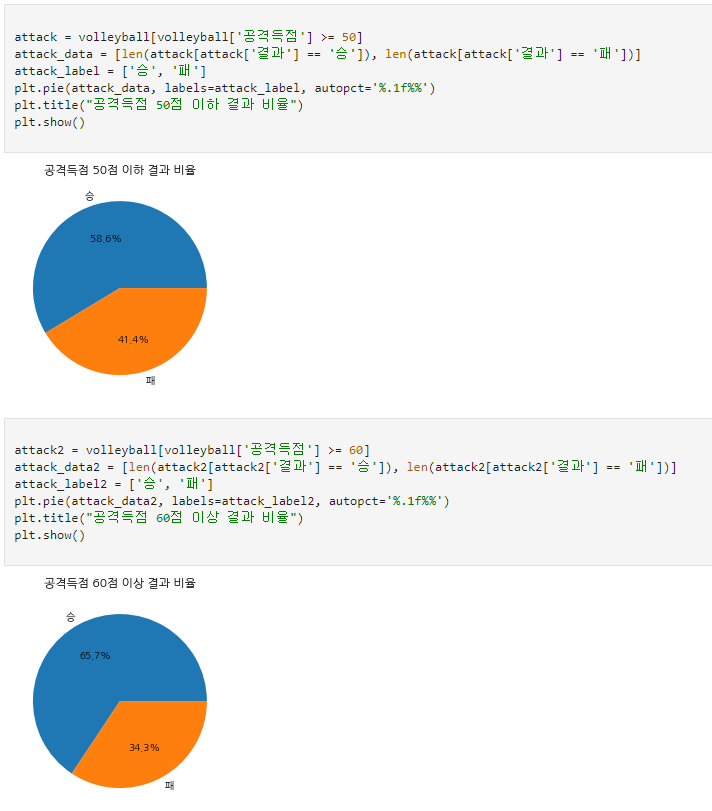 attack = volleyball[volleyball['공격득점'] >= 50]
attack_data = [len(attack[attack['결과'] == '승']), len(attack[attack['결과'] == '패'])]
attack_label = ['승', '패']
plt.pie(attack_data, labels=attack_label, autopct='%.1f%%')
plt.title("공격득점 50점 이하 결과 비율")
plt.show()
공격득점 50점 이하 결과 비율
승
58.6%
41.4%
패
attack2 = volleyball[volleyball['공격득점'] >= 60]
attack_data2 = [len(attack2[attack2['결과'] == '승']), len(attack2[attack2['결과'] == '패'])]
attack_label2 = ['승', '패']
plt.pie(attack_data2, labels=attack_label2, autopct='%.1f%%')
plt.title("공격득점 60점 이상 결과 비율")
plt.show()
공격득점 60점 이상 결과 비율
승
65.7%
34.3%
패